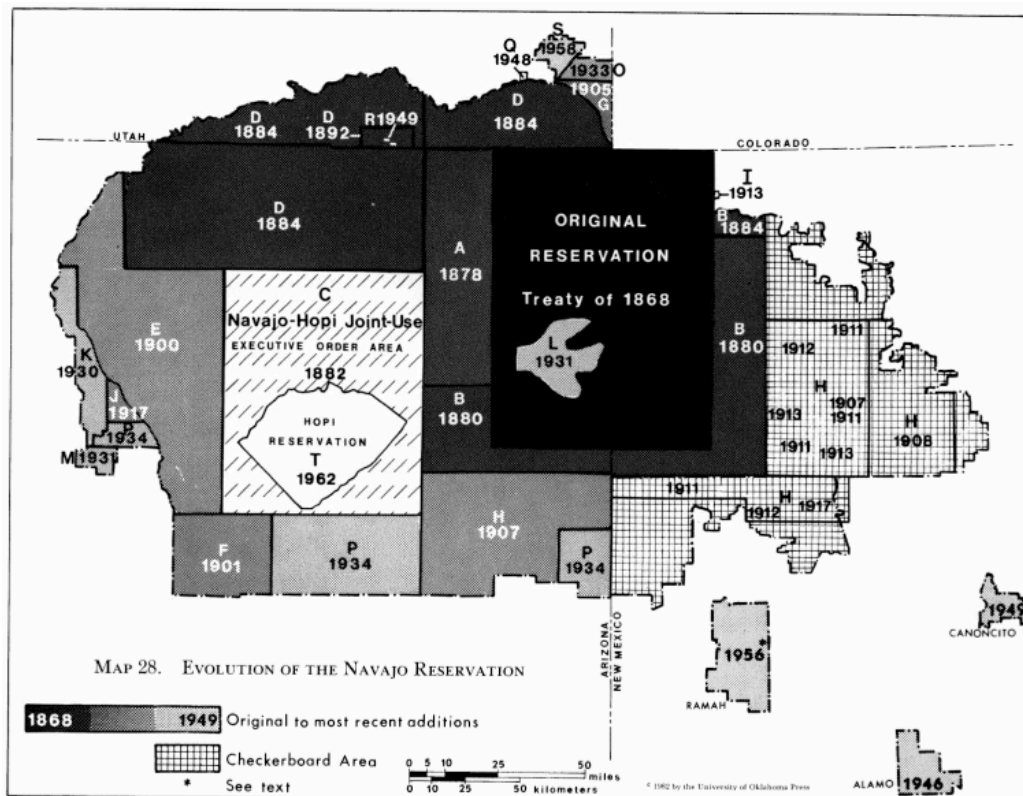 S
1958
Q
1948
1933 O
1905
G
D
1884
D
1892
R1949
D
1884
UTAH
COLORADO
I
1913
D
1884
A
1878
ORIGINAL
RESERVATION
Treaty of 1868
B
1884
C
Navajo-Hopi Joint-Use
EXECUTIVE ORDER AREA
1882
E
1900
L
1931
B
1880
1911
1912
K
1930
J
1917
P
1934
M 1931
HOPI
RESERVATION
T
1962
B
1880
H
1907
1911
1913
1911
1913
H
1908
1911
H
1917
1912
F
1901
P
1934
H
1907
P
1934
ARIZONA
NEW MEXICO
1956*
RAMAH
1949
CANONCITO
MAP 28. EVOLUTION OF THE NAVAJO RESERVATION
1868 1949 Original to most recent additions
Checkerboard Area
* See text
0 5 10 25 50 miles
0 10 25 50 kilometers
© 1982 by the University of Oklahoma Press
ALAMO
1946